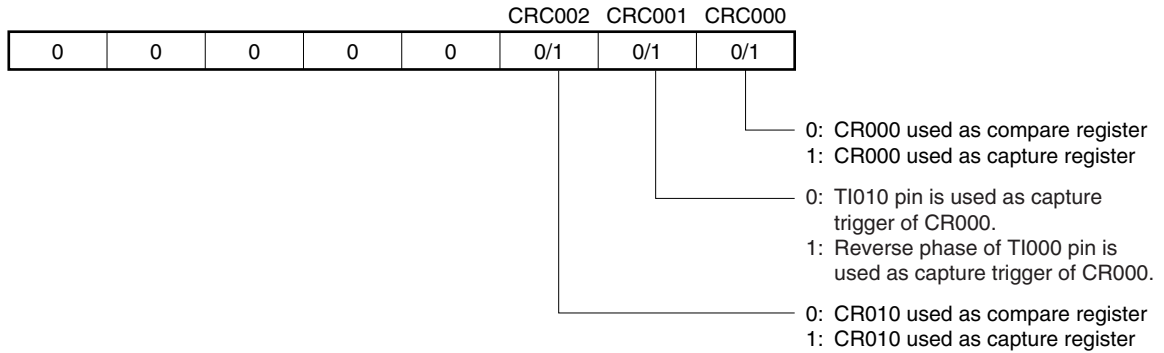 CRC002 CRC001 CRC000
0 0 0 0 0 0/1 0/1 0/1
0: CR000 used as compare register
1: CR000 used as capture register
0: TI010 pin is used as capture
trigger of CR000.
1: Reverse phase of TI000 pin is
used as capture trigger of CR000.
0: CR010 used as compare register
1: CR010 used as capture register